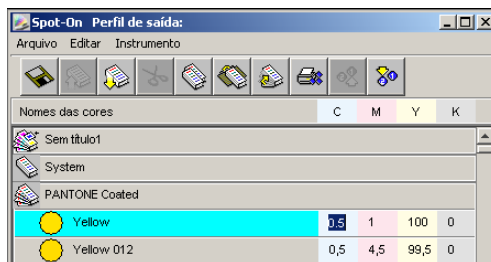 Spot-On Perfil de saída:
Arquivo Editar Instrumento
Nomes das cores C M Y K
Sem título1
System
PANTONE Coated
Yellow 0.5 1 100 0
Yellow 012 0,5 4,5 99,5 0